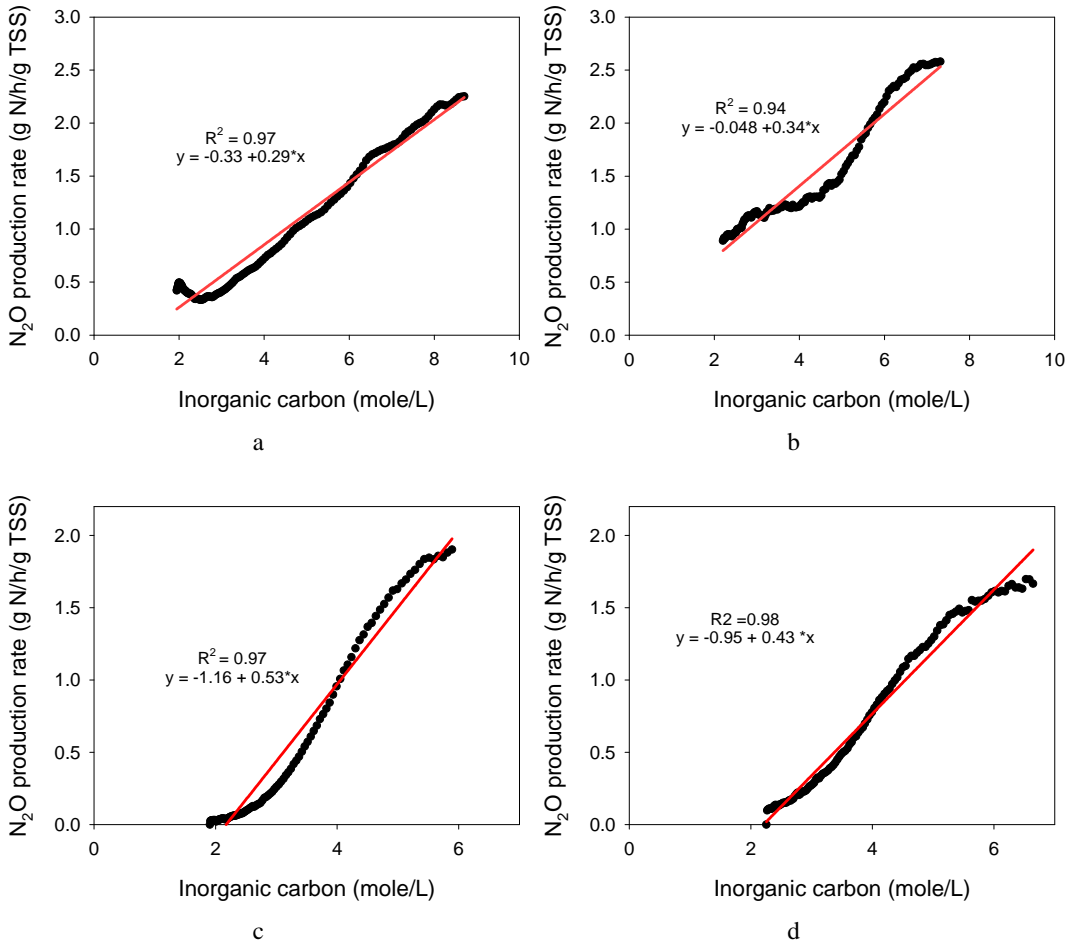 N₂O production rate (g N/h/g TSS)
3.0
2.5
2.0
1.5
1.0
0.5
0.0
R² = 0.97
y = -0.33 +0.29*x
0 2 4 6 8 10
Inorganic carbon (mole/L)
a
N₂O production rate (g N/h/g TSS)
3.0
2.5
2.0
1.5
1.0
0.5
0.0
R² = 0.94
y = -0.048 +0.34*x
0 2 4 6 8 10
Inorganic carbon (mole/L)
b
N₂O production rate (g N/h/g TSS)
2.0
1.5
1.0
0.5
0.0
R² = 0.97
y = -1.16 + 0.53*x
0 2 4 6
Inorganic carbon (mole/L)
c
N₂O production rate (g N/h/g TSS)
2.0
1.5
1.0
0.5
0.0
R2 =0.98
y = -0.95 + 0.43 *x
0 2 4 6
Inorganic carbon (mole/L)
d